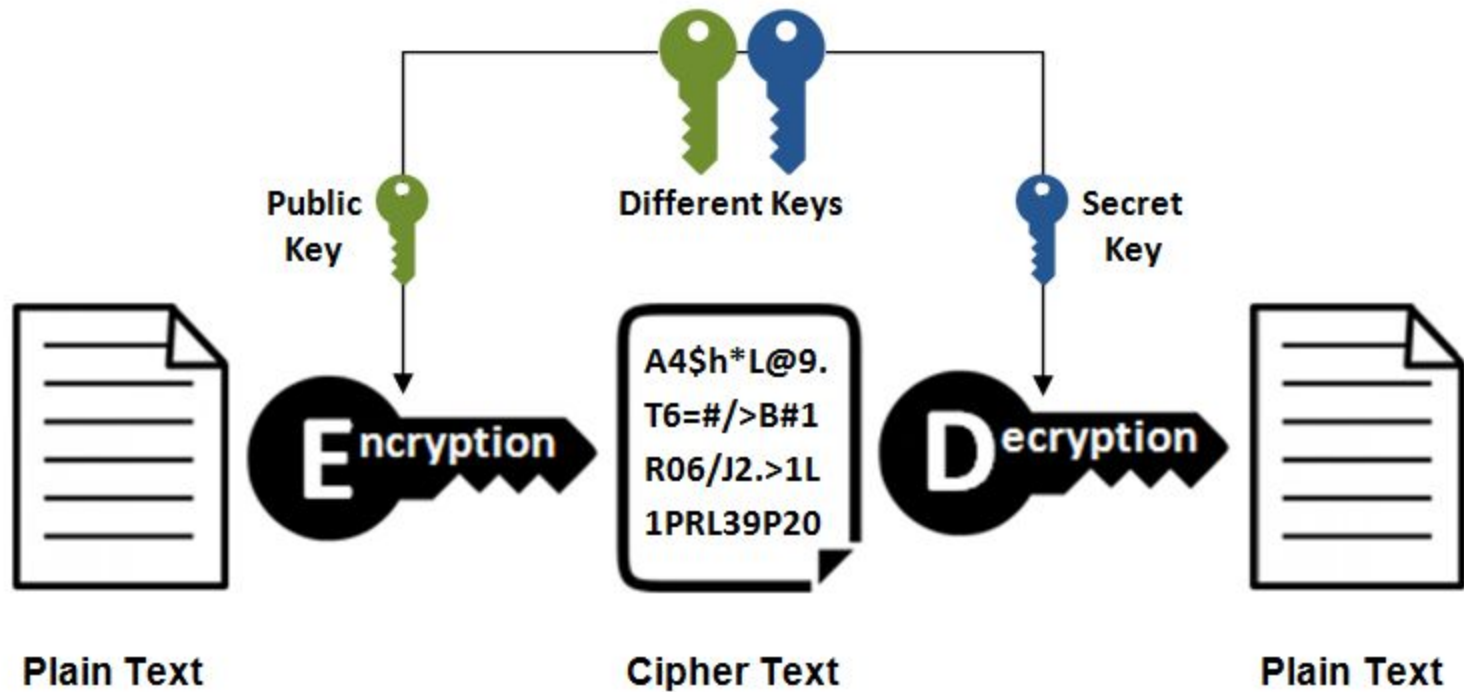 Public
Key
Different Keys
Secret
Key
Encryption
A4$h*L@9.
T6=#/>B#1
R06/J2.>1L
1PRL39P20
Decryption
Plain Text
Cipher Text
Plain Text